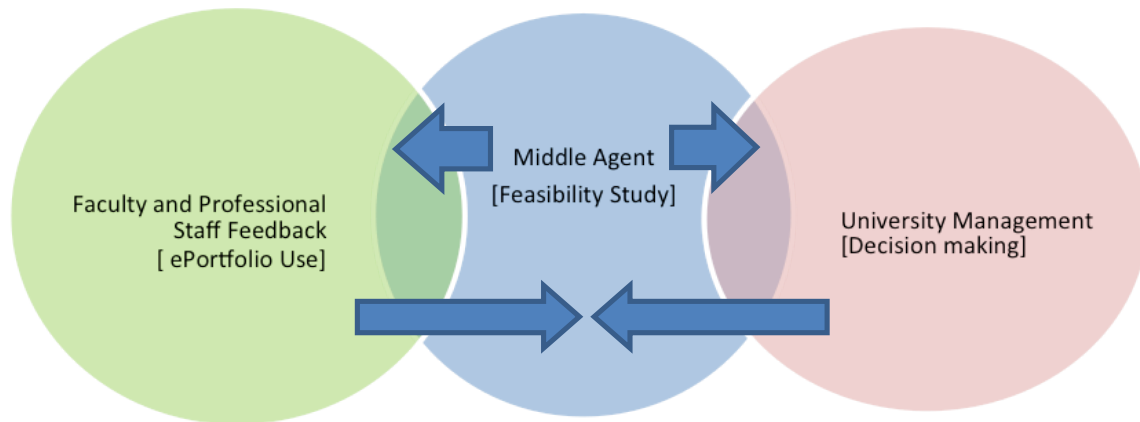 Faculty and Professional
Staff Feedback
[ ePortfolio Use]
Middle Agent
[Feasibility Study]
University Management
[Decision making]